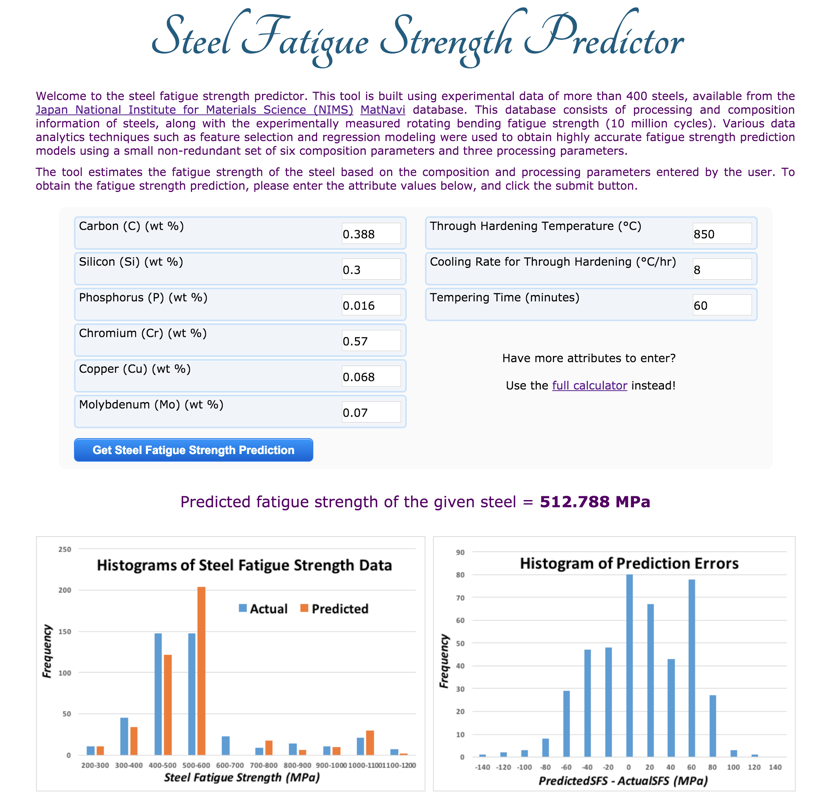 Steel Fatigue Strength Predictor
Welcome to the steel fatigue strength predictor. This tool is built using experimental data of more than 400 steels, available from the
Japan National Institute for Materials Science (NIMS) MatNavi database. This database consists of processing and composition
information of steels, along with the experimentally measured rotating bending fatigue strength (10 million cycles). Various data
analytics techniques such as feature selection and regression modeling were used to obtain highly accurate fatigue strength prediction
models using a small non-redundant set of six composition parameters and three processing parameters.
The tool estimates the fatigue strength of the steel based on the composition and processing parameters entered by the user. To
obtain the fatigue strength prediction, please enter the attribute values below, and click the submit button.
Carbon (C) (wt %) 0.388
Silicon (Si) (wt %) 0.3
Phosphorus (P) (wt %) 0.016
Chromium (Cr) (wt %) 0.57
Copper (Cu) (wt %) 0.068
Molybdenum (Mo) (wt %) 0.07
Through Hardening Temperature (°C) 850
Cooling Rate for Through Hardening (°C/hr) 8
Tempering Time (minutes) 60
Have more attributes to enter?
Use the full calculator instead!
Get Steel Fatigue Strength Prediction
Predicted fatigue strength of the given steel = 512.788 MPa
Histograms of Steel Fatigue Strength Data
Actual Predicted
Frequency
250
200
150
100
50
0
200-300 300-400 400-500 500-600 600-700 700-800 800-900 900-1000 1000-1100 1100-1200
Steel Fatigue Strength (MPa)
Histogram of Prediction Errors
Frequency
90
80
70
60
50
40
30
20
10
0
-140 -120 -100 -80 -60 -40 -20 0 20 40 60 80 100 120 140
PredictedSFS - ActualSFS (MPa)